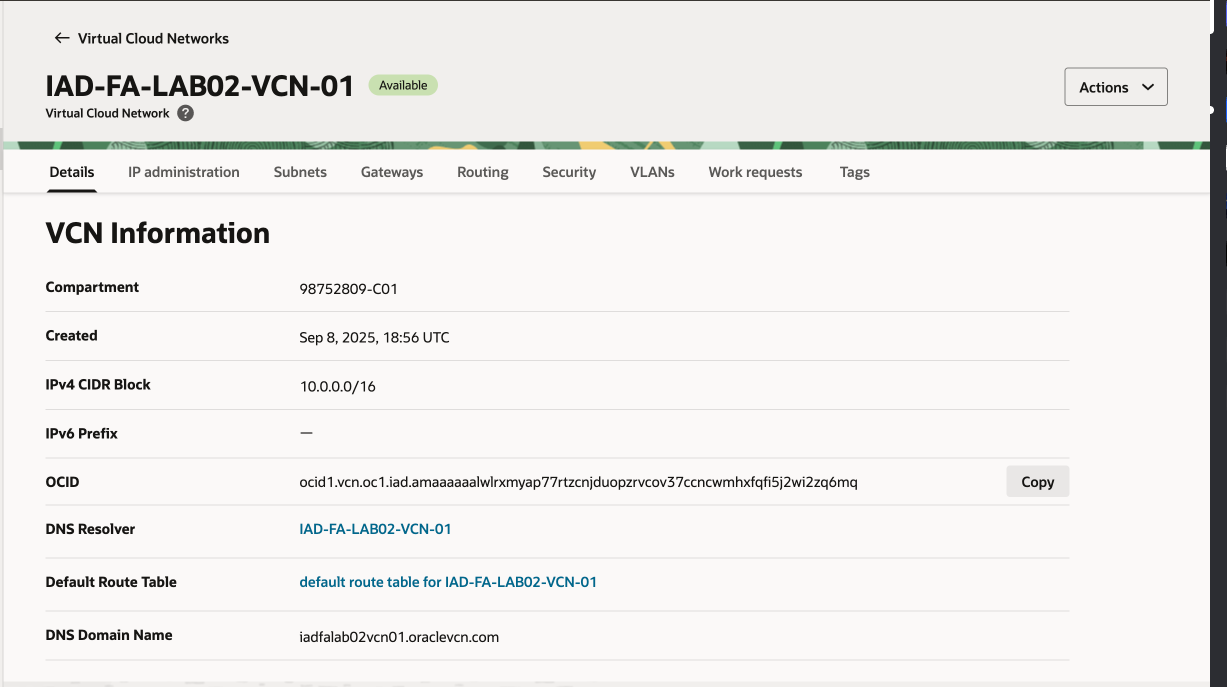 ← Virtual Cloud Networks
IAD-FA-LAB02-VCN-01 Available
Virtual Cloud Network ?
Actions
Details IP administration Subnets Gateways Routing Security VLANs Work requests Tags
VCN Information
Compartment 98752809-C01
Created Sep 8, 2025, 18:56 UTC
IPv4 CIDR Block 10.0.0.0/16
IPv6 Prefix —
OCID ocid1.vcn.oc1.iad.amaaaaaalwlrxmyap77rtzcnjduopzrvcov37ccncwmhxfqfi5j2wi2zq6mq Copy
DNS Resolver IAD-FA-LAB02-VCN-01
Default Route Table default route table for IAD-FA-LAB02-VCN-01
DNS Domain Name iadfalab02vcn01.oraclevcn.com